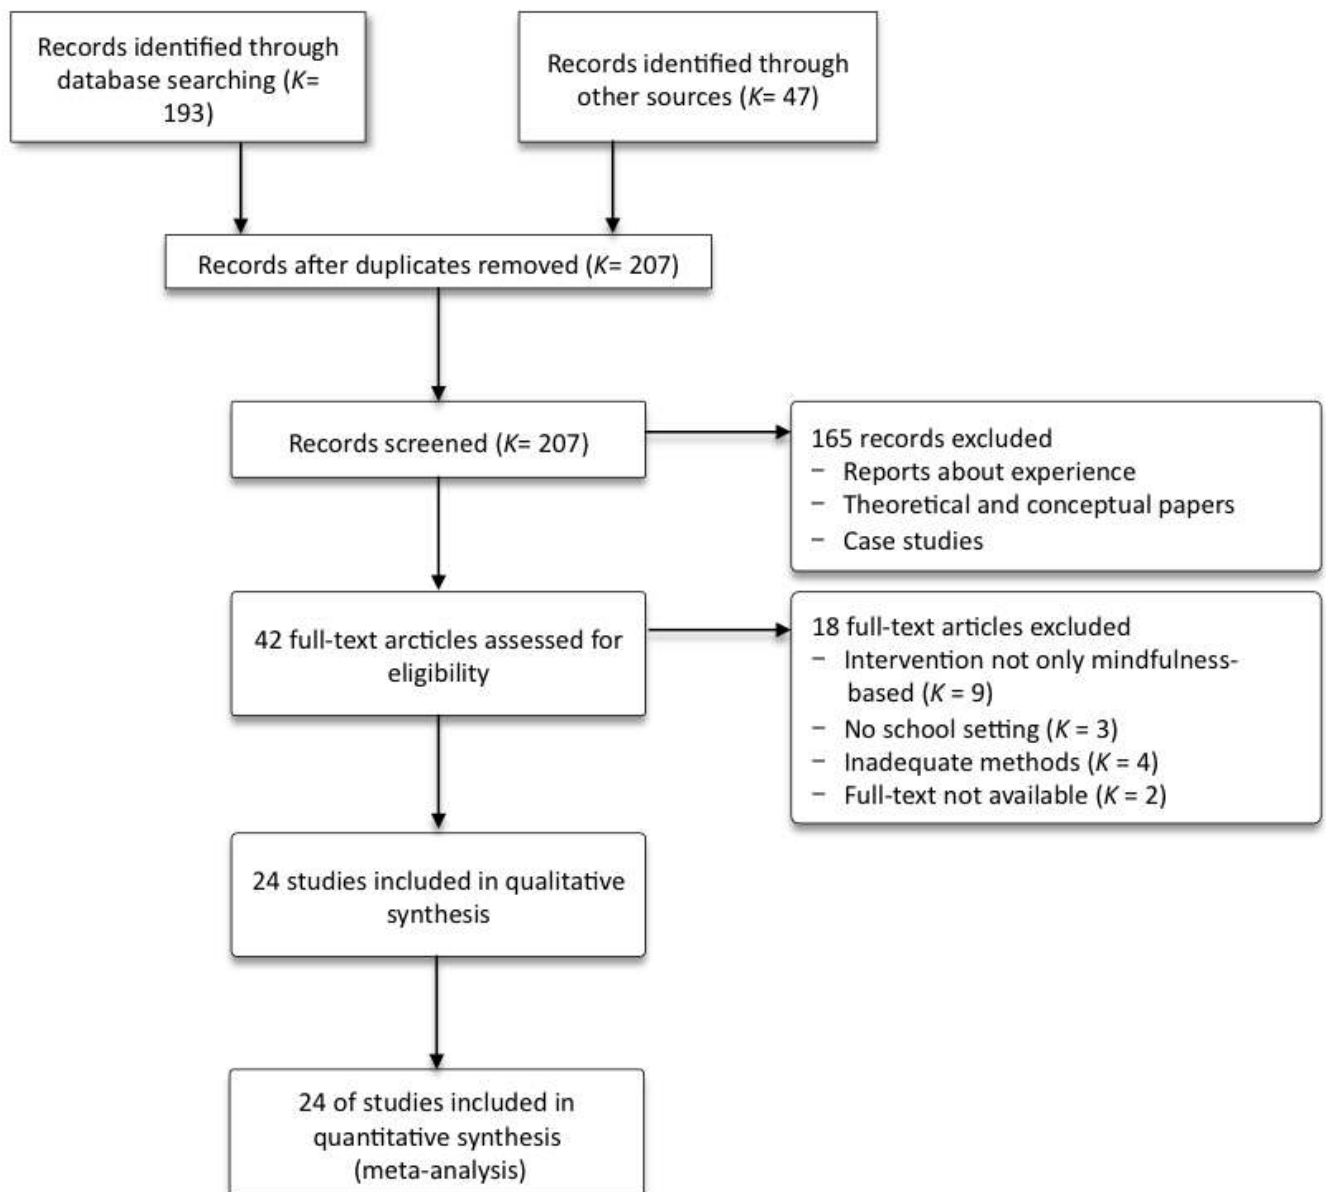 Records identified through
database searching (K=
193)
Records identified through
other sources (K= 47)
Records after duplicates removed (K= 207)
Records screened (K= 207)
165 records excluded
– Reports about experience
– Theoretical and conceptual papers
– Case studies
42 full-text arcticles assessed for
eligibility
18 full-text articles excluded
– Intervention not only mindfulness-
based (K = 9)
– No school setting (K = 3)
– Inadequate methods (K = 4)
– Full-text not available (K = 2)
24 studies included in qualitative
synthesis
24 of studies included in
quantitative synthesis
(meta-analysis)